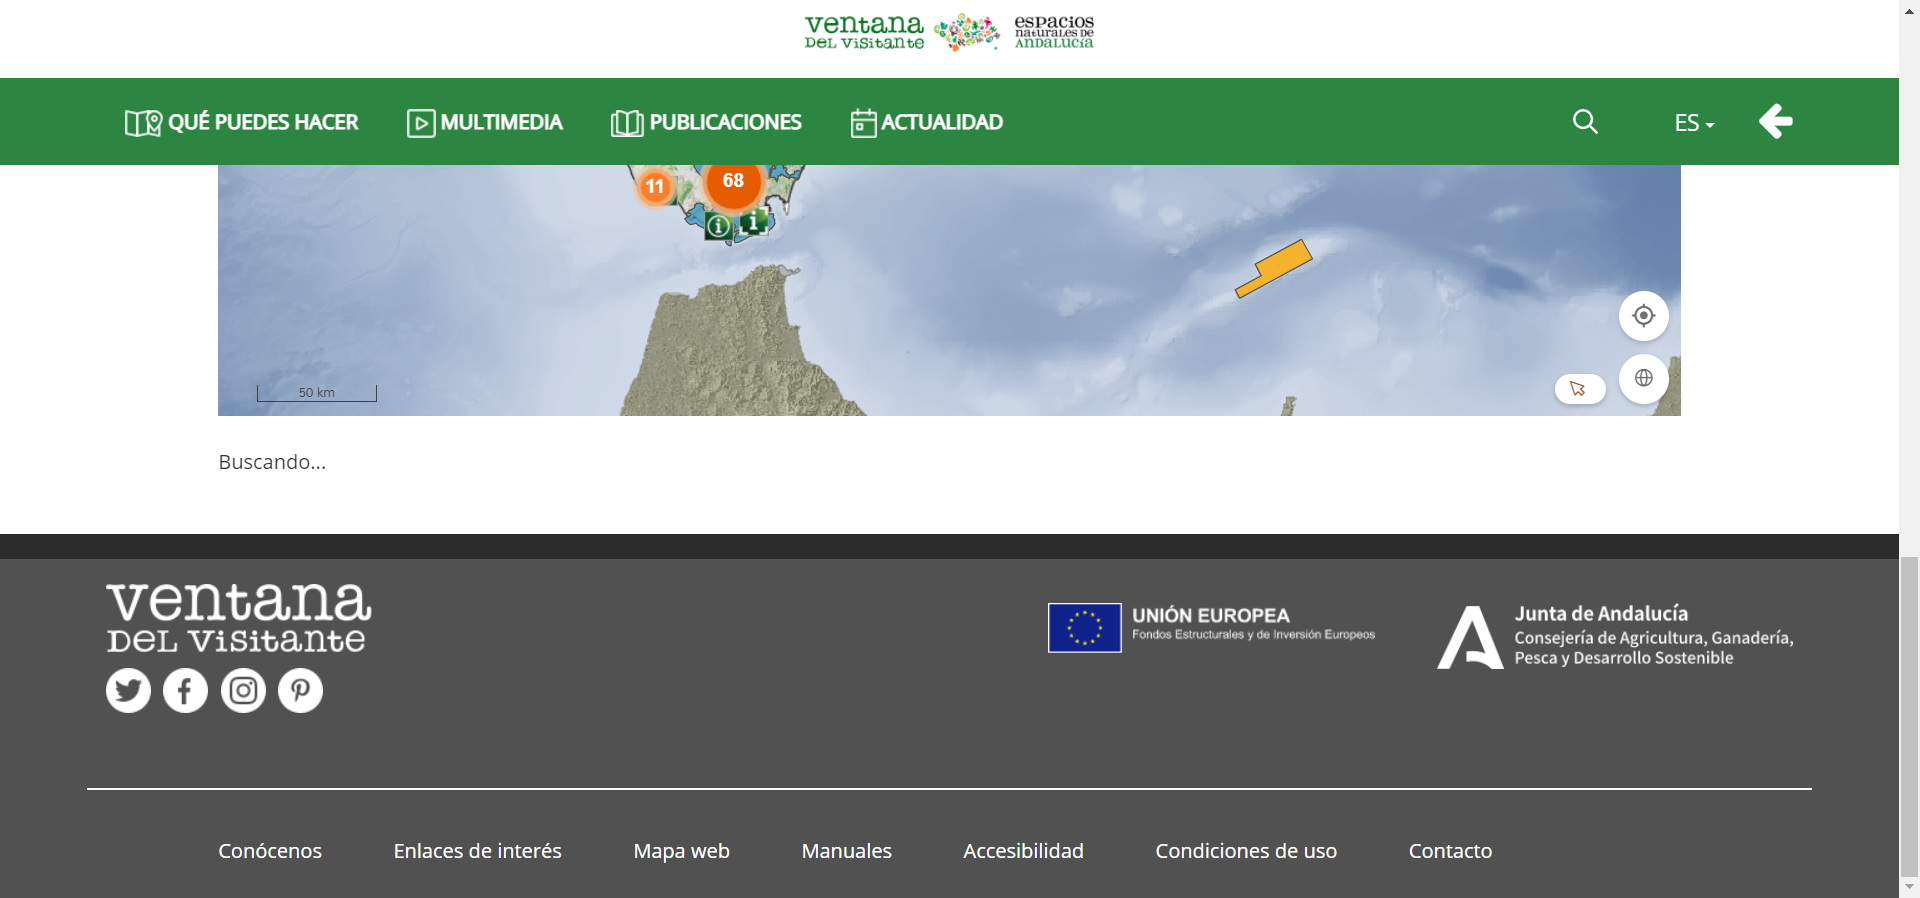 ventana
DEL VISITANTE
espacios
naturales de
ANDALUCÍA
QUÉ PUEDES HACER
MULTIMEDIA
PUBLICACIONES
ACTUALIDAD
ES
11
68
50 km
Buscando...
ventana
DEL VISITANTE
UNIÓN EUROPEA
Fondos Estructurales y de Inversión Europeos
Junta de Andalucía
Consejería de Agricultura, Ganadería,
Pesca y Desarrollo Sostenible
Conócenos
Enlaces de interés
Mapa web
Manuales
Accesibilidad
Condiciones de uso
Contacto